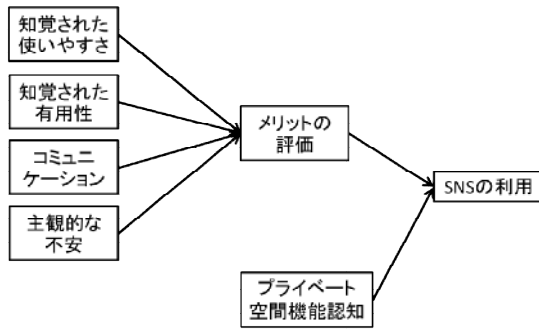 知覚された
使いやすさ
知覚された
有用性
コミュニ
ケーション
主観的な
不安
メリットの
評価
SNSの利用
プライベート
空間機能認知